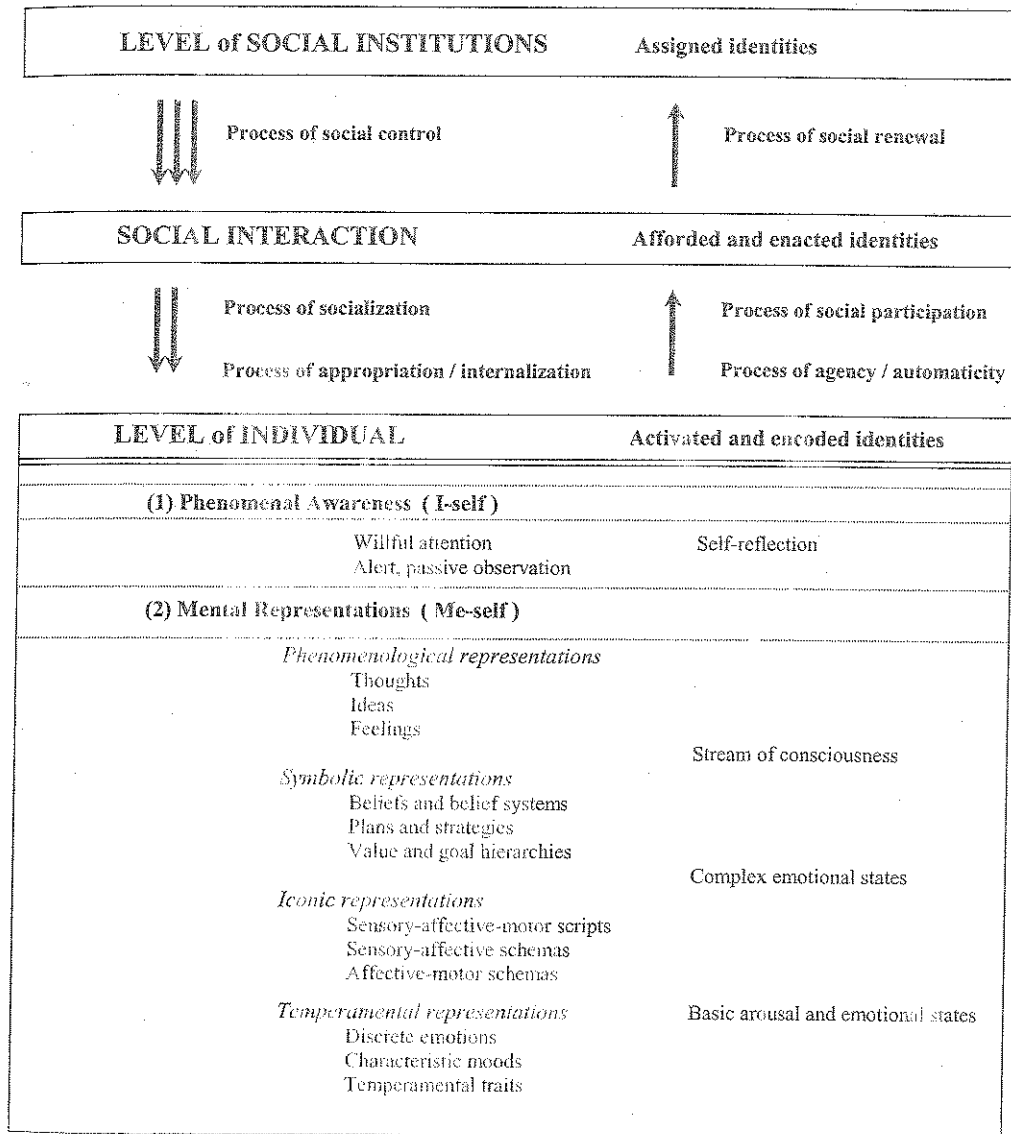 LEVEL of SOCIAL INSTITUTIONS Assigned identities
Process of social control Process of social renewal
SOCIAL INTERACTION Afforded and enacted identities
Process of socialization Process of social participation
Process of appropriation / internalization Process of agency / automaticity
LEVEL of INDIVIDUAL Activated and encoded identities
(1) Phenomenal Awareness ( I-self )
Willful attention Self-reflection
Alert, passive observation
(2) Mental Representations ( Me-self )
Phenomenological representations
Thoughts
Ideas
Feelings
Stream of consciousness
Symbolic representations
Beliefs and belief systems
Plans and strategies
Value and goal hierarchies
Complex emotional states
Iconic representations
Sensory-affective-motor scripts
Sensory-affective schemas
Affective-motor schemas
Temperamental representations Basic arousal and emotional states
Discrete emotions
Characteristic moods
Temperamental traits